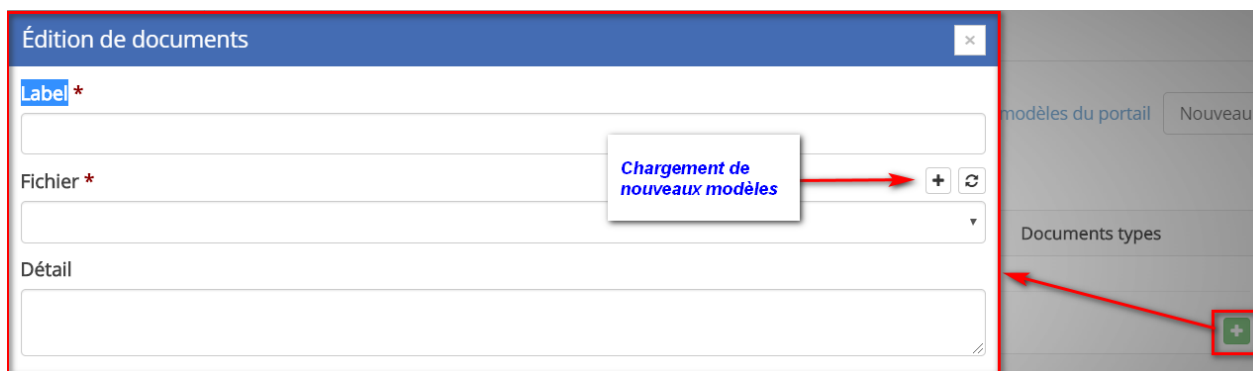 Édition de documents
×
Label *
modèles du portail Nouveau
Chargement de
nouveaux modèles
Fichier *
Documents types
Détail